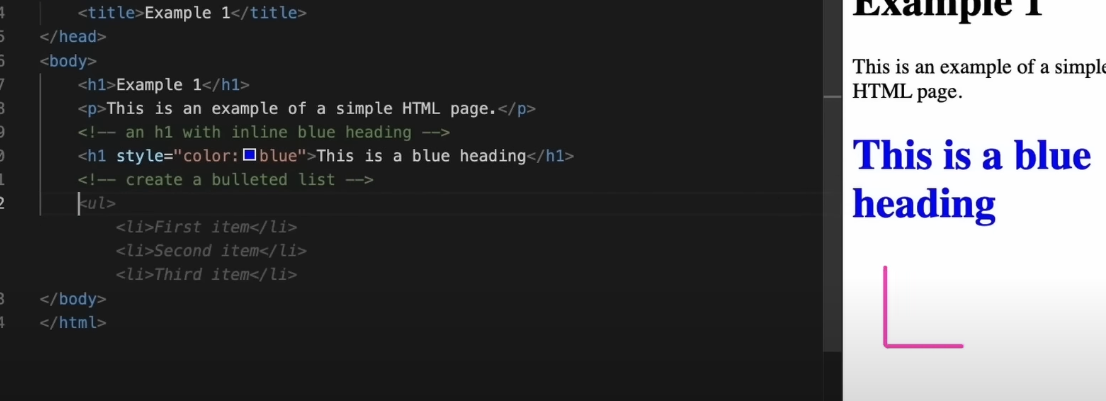 4 <title>Example 1</title>
5 </head>
6 <body>
7 <h1>Example 1</h1>
8 <p>This is an example of a simple HTML page.</p>
9 <!-- an h1 with inline blue heading -->
0 <h1 style="color:blue">This is a blue heading</h1>
1 <!-- create a bulleted list -->
2 <ul>
<li>First item</li>
<li>Second item</li>
<li>Third item</li>
3 </body>
4 </html>
Example 1
This is an example of a simple
HTML page.
This is a blue
heading